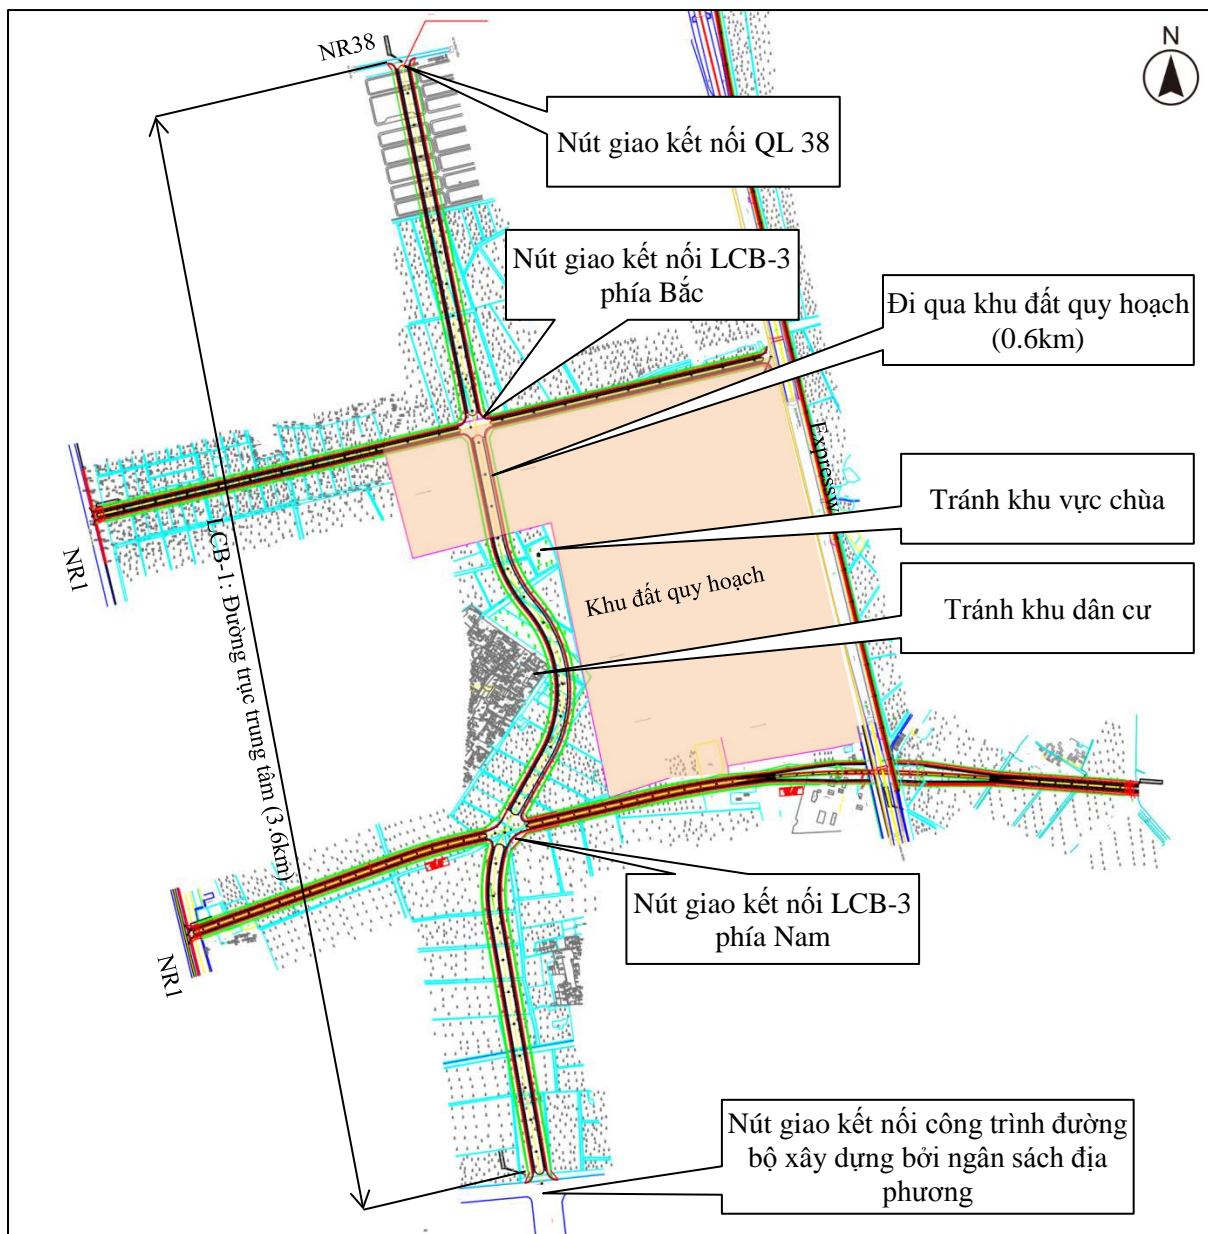 NR38
N
Nút giao kết nối QL 38
Nút giao kết nối LCB-3
phía Bắc
Đi qua khu đất quy hoạch
(0.6km)
Expressw
Tránh khu vực chùa
NR1
LCB-1: Đường trục trung tâm (3.6km)
Khu đất quy hoạch
Tránh khu dân cư
Nút giao kết nối LCB-3
phía Nam
NR1
Nút giao kết nối công trình đường
bộ xây dựng bởi ngân sách địa
phương